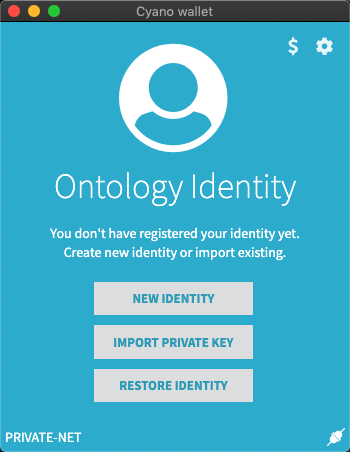 Cyano wallet
$
Ontology Identity
You don't have registered your identity yet.
Create new identity or import existing.
NEW IDENTITY
IMPORT PRIVATE KEY
RESTORE IDENTITY
PRIVATE-NET